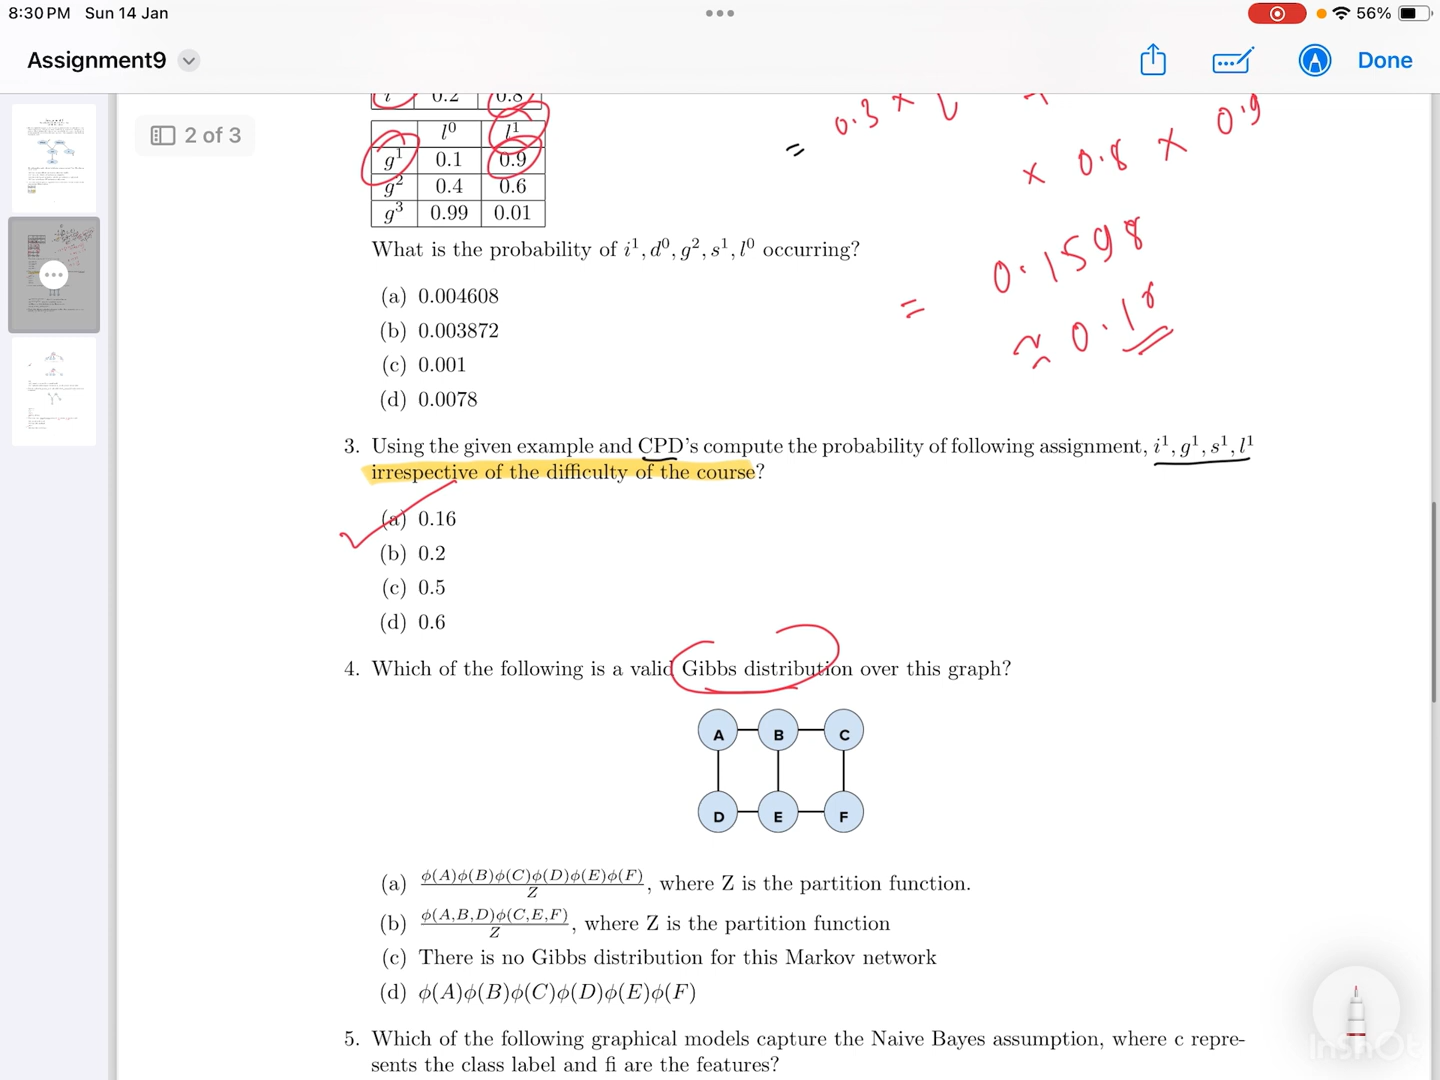 8:30 PM Sun 14 Jan
56%
Assignment9
Done
2 of 3
0.2 0.8
l⁰ l¹
g¹ 0.1 0.9
g² 0.4 0.6
g³ 0.99 0.01
= 0.3 ×
× 0.8 × 0.9
= 0.1598
≈ 0.16
What is the probability of i¹, d⁰, g², s¹, l⁰ occurring?
(a) 0.004608
(b) 0.003872
(c) 0.001
(d) 0.0078
3. Using the given example and CPD's compute the probability of following assignment, i¹, g¹, s¹, l¹
irrespective of the difficulty of the course?
(a) 0.16
(b) 0.2
(c) 0.5
(d) 0.6
4. Which of the following is a valid Gibbs distribution over this graph?
A B C
D E F
(a) ϕ(A)ϕ(B)ϕ(C)ϕ(D)ϕ(E)ϕ(F)/Z, where Z is the partition function.
(b) ϕ(A,B,D)ϕ(C,E,F)/Z, where Z is the partition function
(c) There is no Gibbs distribution for this Markov network
(d) ϕ(A)ϕ(B)ϕ(C)ϕ(D)ϕ(E)ϕ(F)
5. Which of the following graphical models capture the Naive Bayes assumption, where c repre-
sents the class label and fi are the features?
InShOt